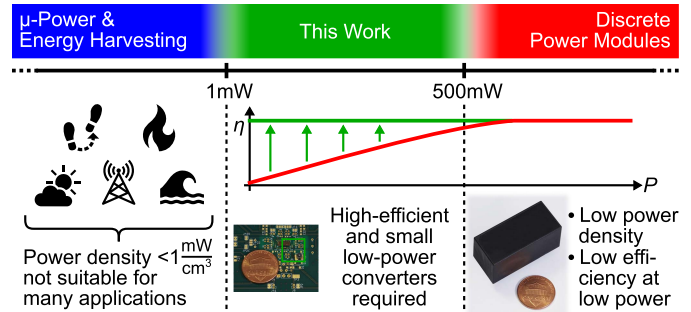 μ-Power &
Energy Harvesting
This Work
Discrete
Power Modules
1mW
500mW
η
P
Power density <1 mW/cm³
not suitable for
many applications
High-efficient
and small
low-power
converters
required
• Low power
density
• Low effi-
ciency at
low power